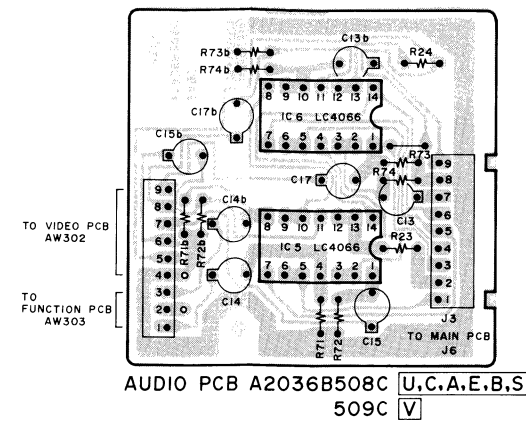 C13b
R73b
R24
R74b
8 9 10 11 12 13 14
C17b
IC6 LC4066
7 6 5 4 3 2 1
C15b
R73
R74
C17
9
8
7
6
5
4
3
2
1
C13
9
8
7
6
5
4
3
2
1
R71b
R72b
C14b
8 9 10 11 12 13 14
IC5 LC4066
7 6 5 4 3 2 1
R23
TO VIDEO PCB
AW302
C14
TO
FUNCTION PCB
AW303
R71
R72
C15
J3
TO MAIN PCB
J6
AUDIO PCB A2036B508C U,C,A,E,B,S
509C V